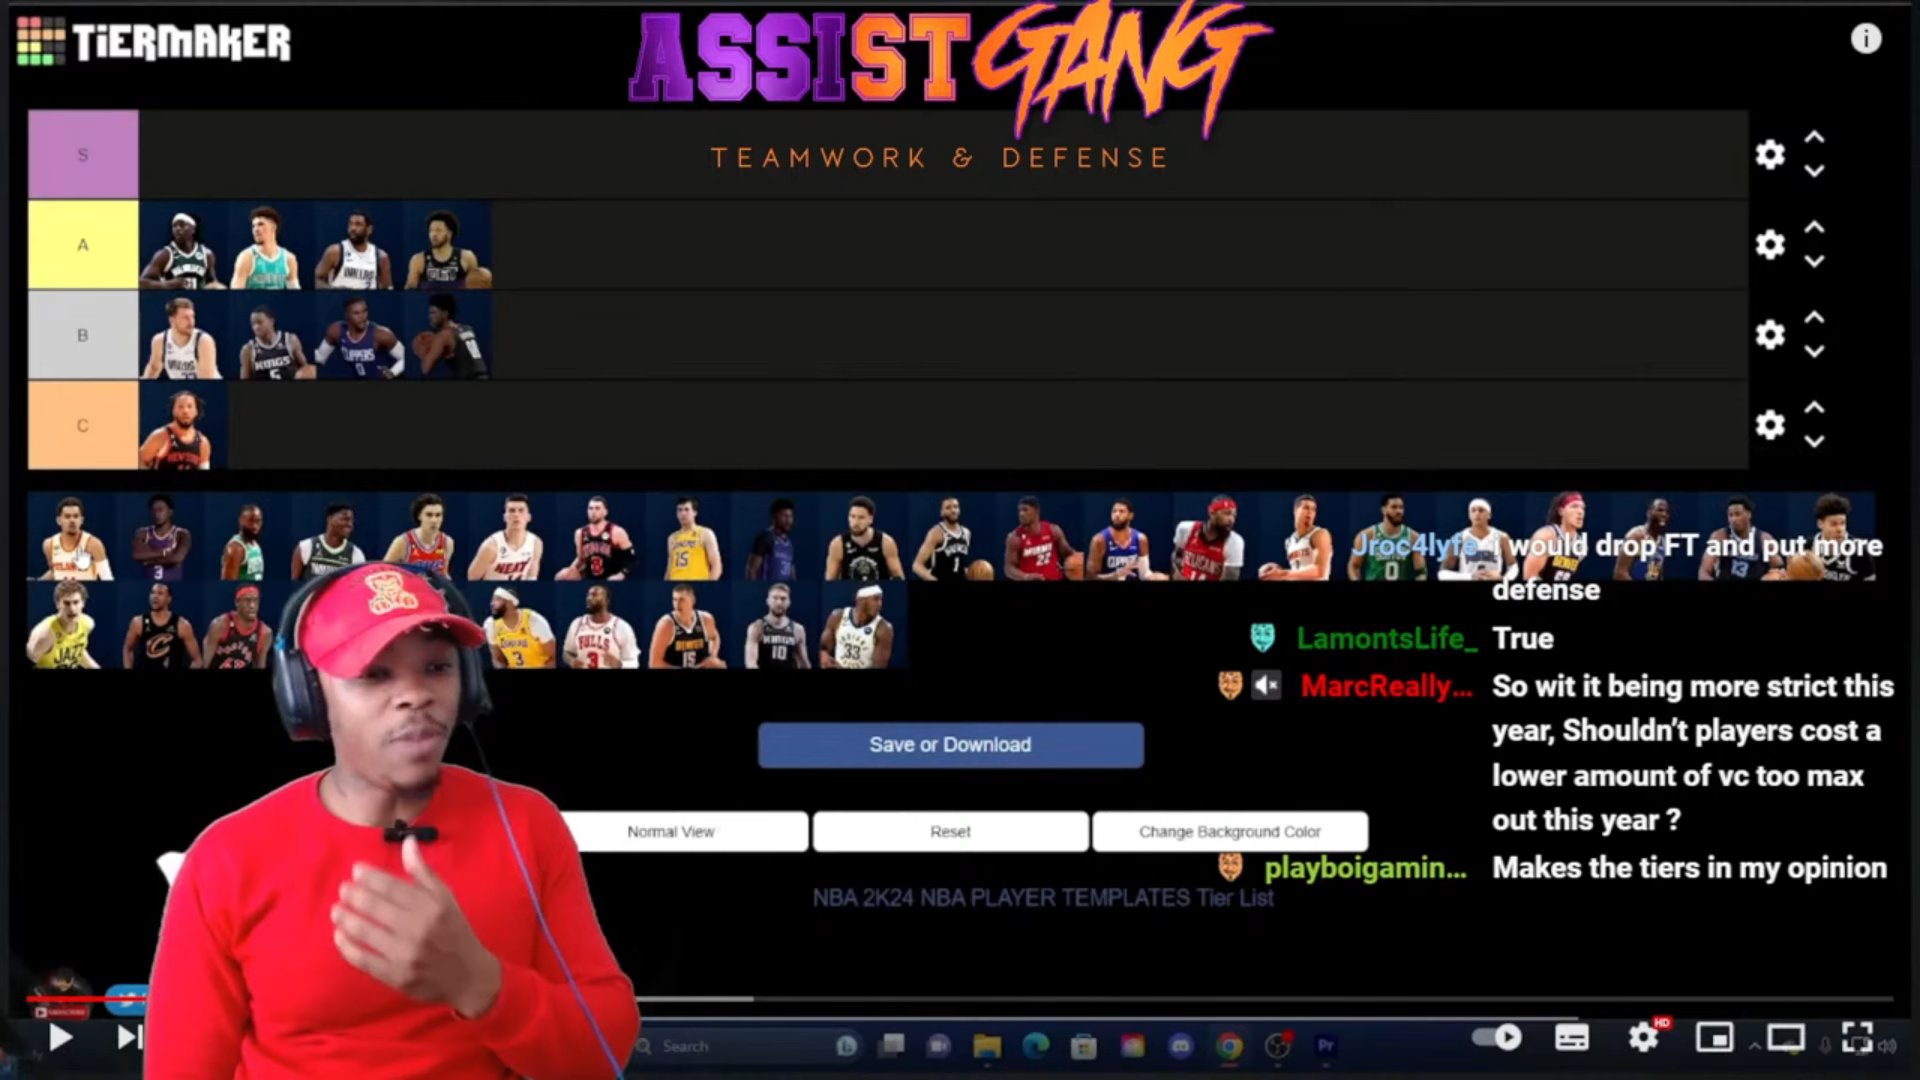 TiERMAKER
ASSIST GANG
TEAMWORK & DEFENSE
S
A
B
C
Jroc4lyfe I would drop FT and put more
defense
LamontsLife_ True
MarcReally... So wit it being more strict this
year, Shouldn't players cost a
lower amount of vc too max
out this year ?
playboigamin... Makes the tiers in my opinion
Save or Download
Normal View
Reset
Change Background Color
NBA 2K24 NBA PLAYER TEMPLATES Tier List
Search
HD
Pr